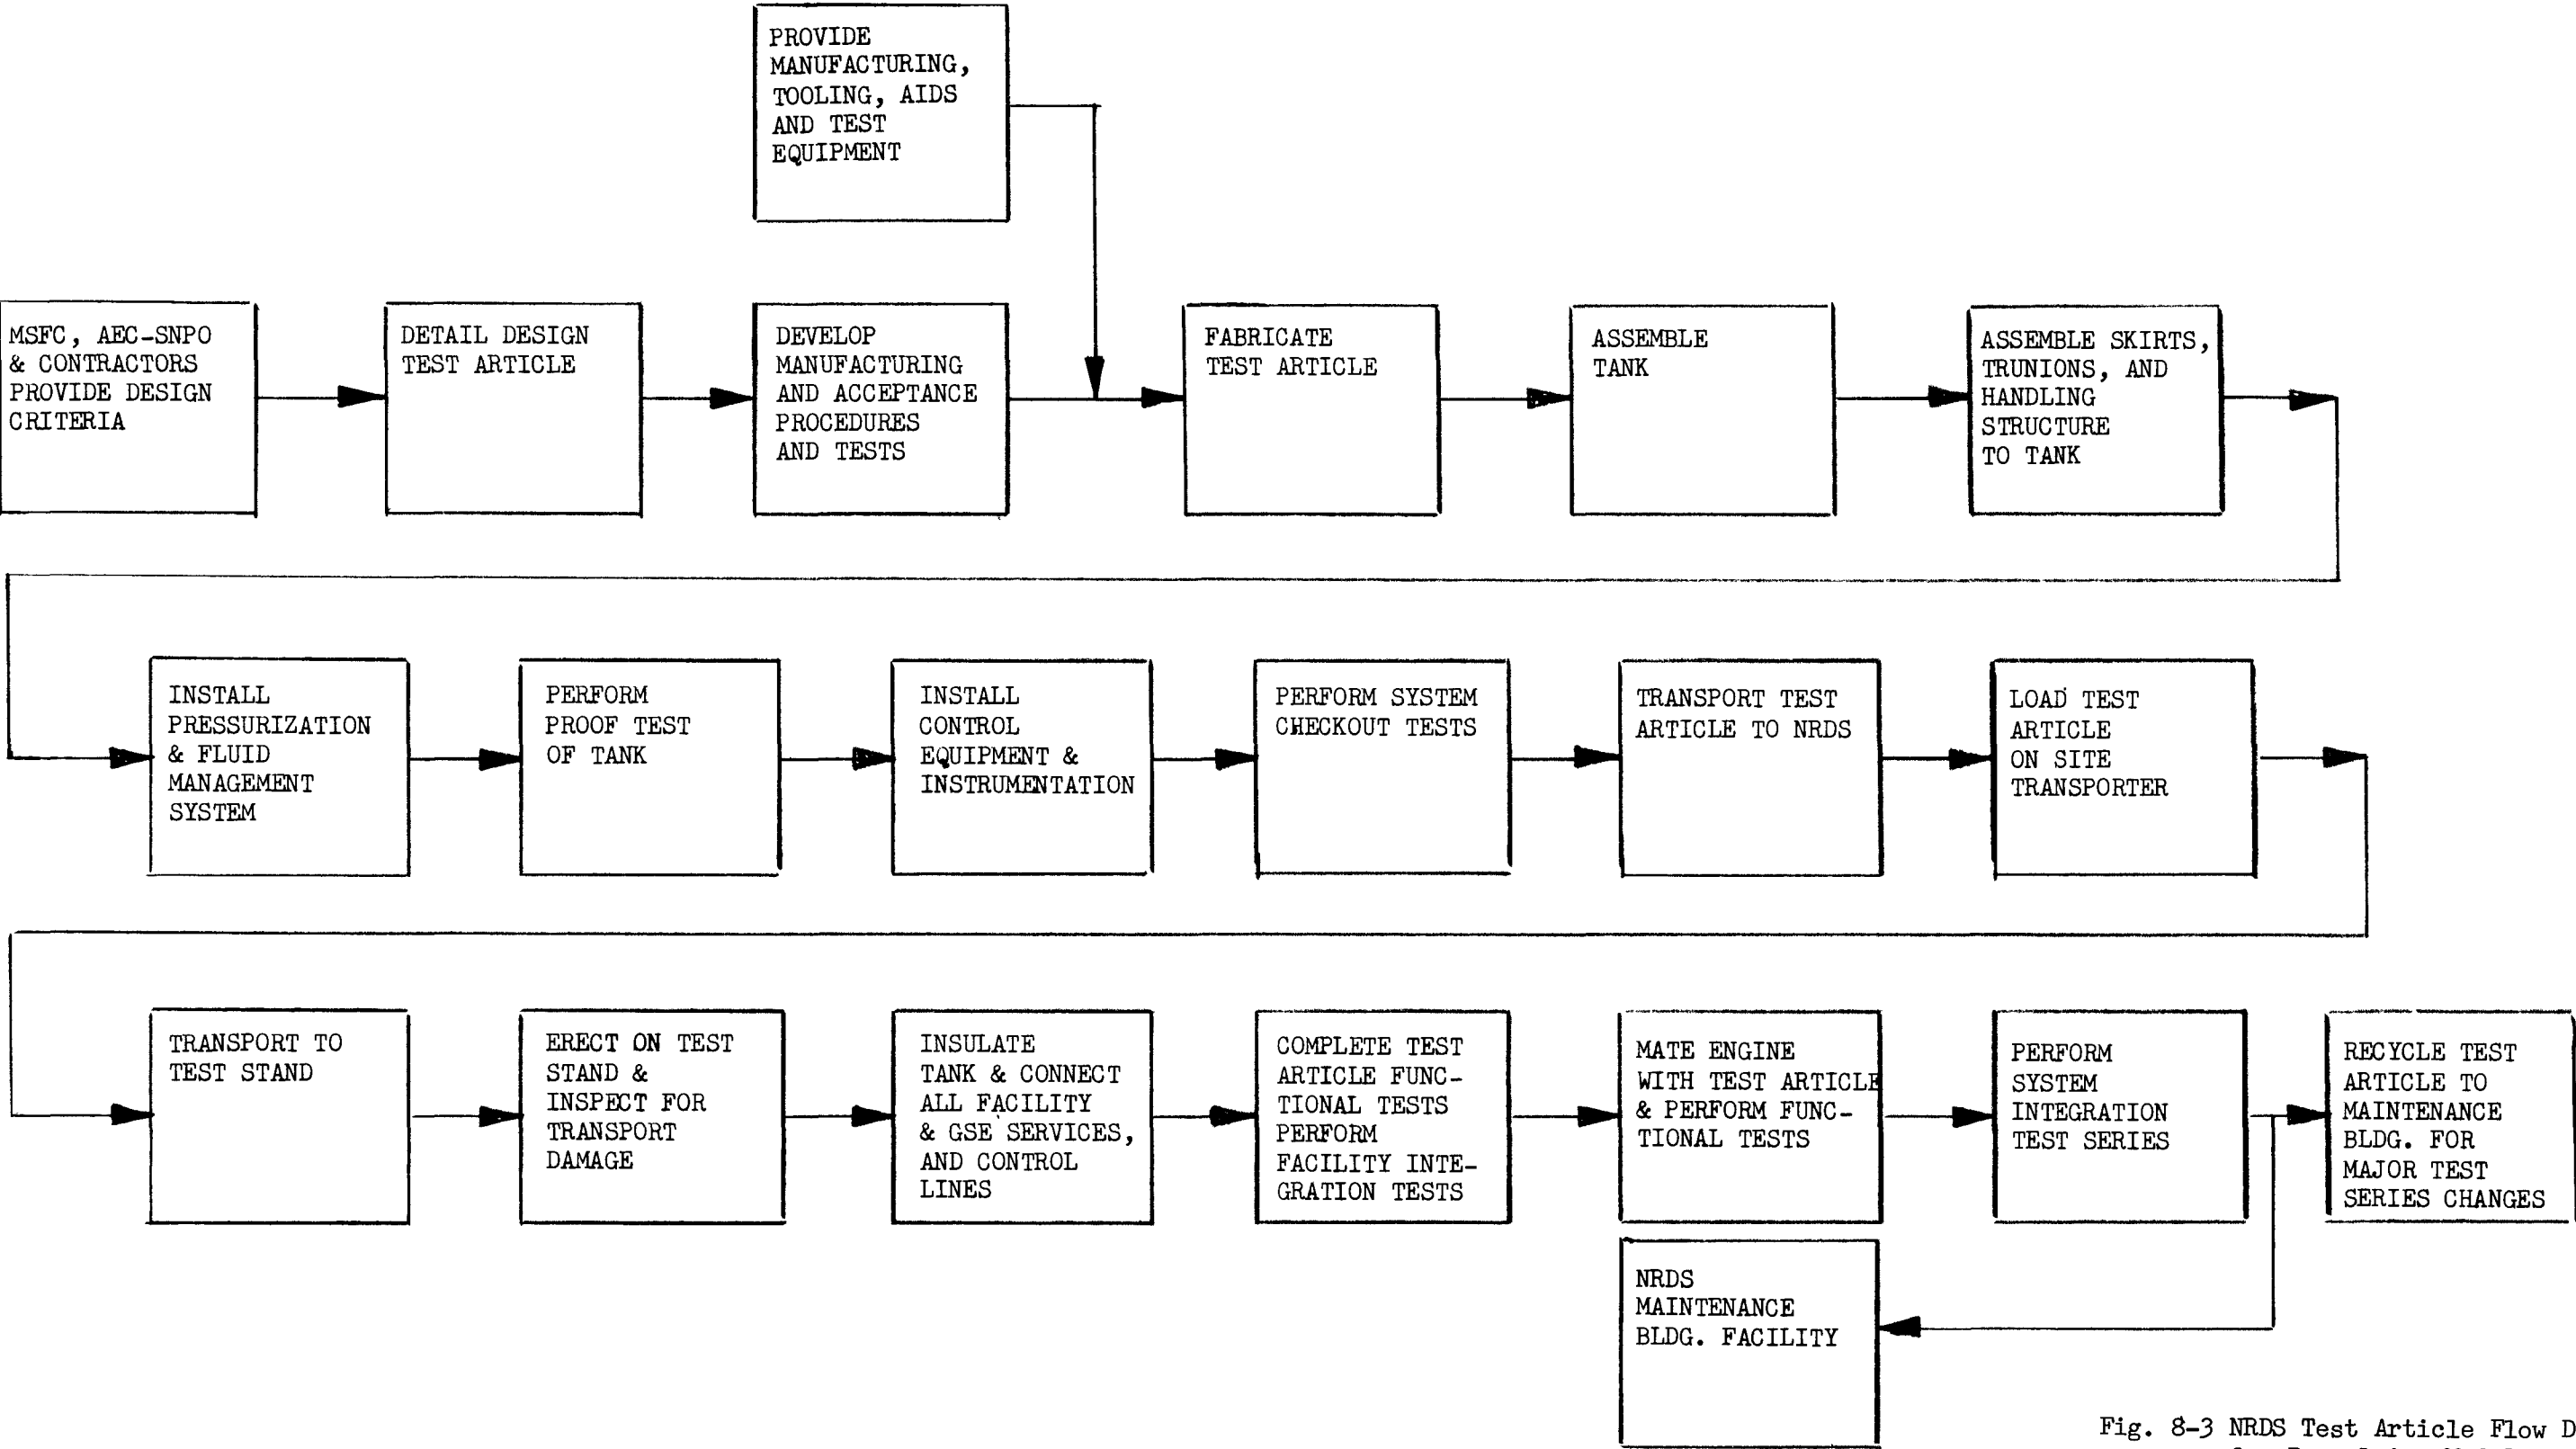 PROVIDE
MANUFACTURING,
TOOLING, AIDS
AND TEST
EQUIPMENT
MSFC, AEC-SNPO
& CONTRACTORS
PROVIDE DESIGN
CRITERIA
DETAIL DESIGN
TEST ARTICLE
DEVELOP
MANUFACTURING
AND ACCEPTANCE
PROCEDURES
AND TESTS
FABRICATE
TEST ARTICLE
ASSEMBLE
TANK
ASSEMBLE SKIRTS,
TRUNIONS, AND
HANDLING
STRUCTURE
TO TANK
INSTALL
PRESSURIZATION
& FLUID
MANAGEMENT
SYSTEM
PERFORM
PROOF TEST
OF TANK
INSTALL
CONTROL
EQUIPMENT &
INSTRUMENTATION
PERFORM SYSTEM
CHECKOUT TESTS
TRANSPORT TEST
ARTICLE TO NRDS
LOAD TEST
ARTICLE
ON SITE
TRANSPORTER
TRANSPORT TO
TEST STAND
ERECT ON TEST
STAND &
INSPECT FOR
TRANSPORT
DAMAGE
INSULATE
TANK & CONNECT
ALL FACILITY
& GSE SERVICES,
AND CONTROL
LINES
COMPLETE TEST
ARTICLE FUNC-
TIONAL TESTS
PERFORM
FACILITY INTE-
GRATION TESTS
MATE ENGINE
WITH TEST ARTICLE
& PERFORM FUNC-
TIONAL TESTS
PERFORM
SYSTEM
INTEGRATION
TEST SERIES
RECYCLE TEST
ARTICLE TO
MAINTENANCE
BLDG. FOR
MAJOR TEST
SERIES CHANGES
NRDS
MAINTENANCE
BLDG. FACILITY
Fig. 8-3 NRDS Test Article Flow D